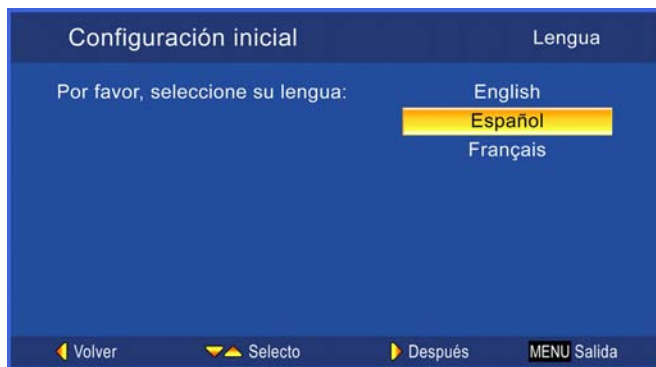 Configuración inicial Lengua
Por favor, seleccione su lengua: English
Español
Français
Volver Selecto Después MENU Salida